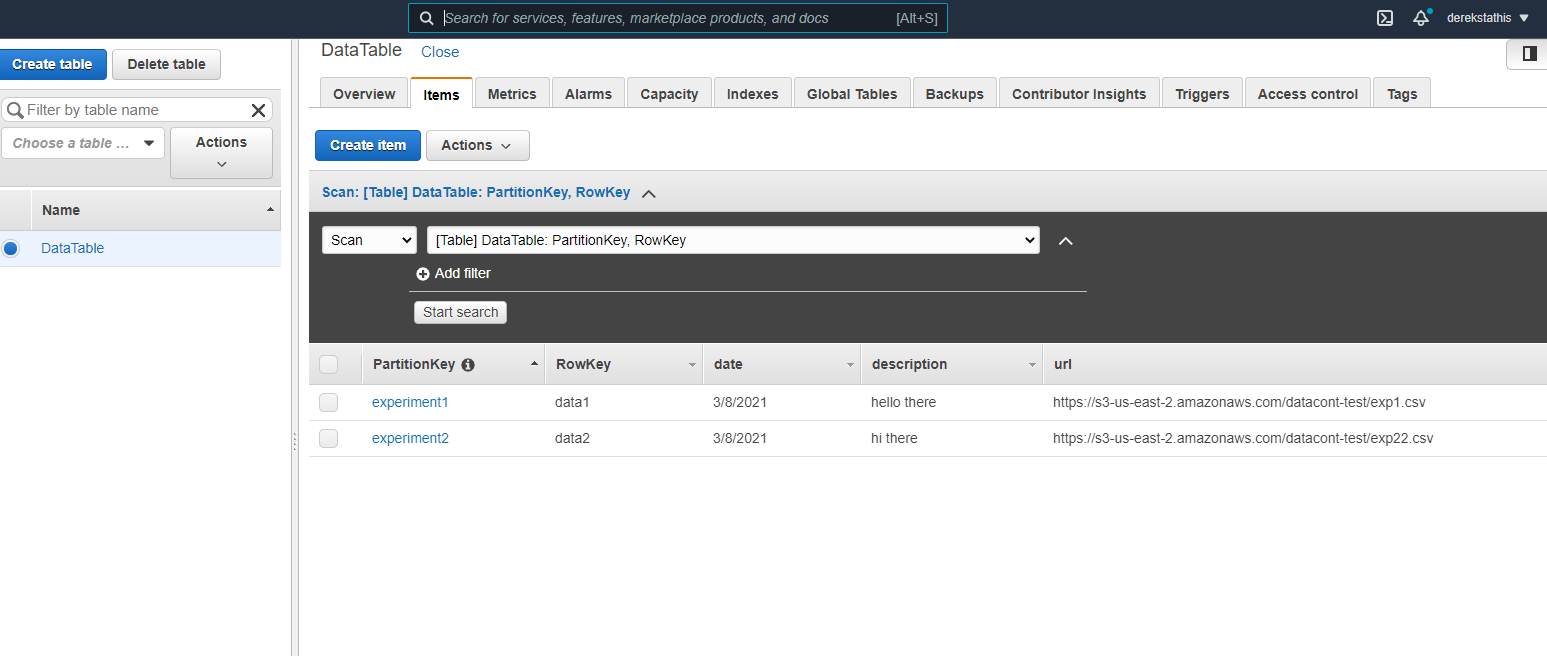 Search for services, features, marketplace products, and docs [Alt+S] derekstathis
Create table Delete table
Filter by table name
Choose a table ... Actions
Name
DataTable
DataTable Close
Overview Items Metrics Alarms Capacity Indexes Global Tables Backups Contributor Insights Triggers Access control Tags
Create item Actions
Scan: [Table] DataTable: PartitionKey, RowKey
Scan [Table] DataTable: PartitionKey, RowKey
Add filter
Start search
PartitionKey RowKey date description url
experiment1 data1 3/8/2021 hello there https://s3-us-east-2.amazonaws.com/datacont-test/exp1.csv
experiment2 data2 3/8/2021 hi there https://s3-us-east-2.amazonaws.com/datacont-test/exp22.csv